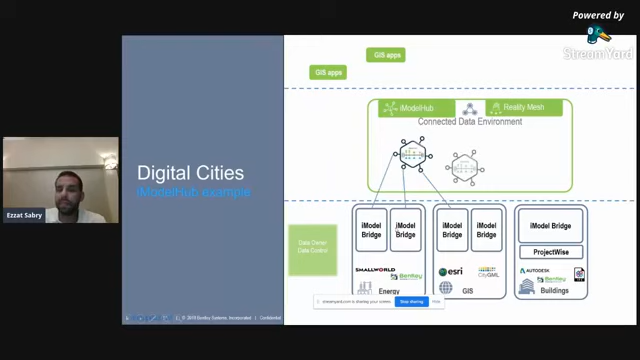 Powered by
StreamYard
GIS apps
GIS apps
iModelHub
Reality Mesh
Connected Data Environment
Digital Cities
iModelHub example
Ezzat Sabry
Data Owner
Data Control
iModel Bridge
iModel Bridge
iModel Bridge
iModel Bridge
iModel Bridge
ProjectWise
SMALLWORLD
Bentley
esri
CityGML
AUTODESK
Bentley
Energy
GIS
Buildings
streamyard.com is sharing your screen.
Stop sharing
Hide
© 2019 Bentley Systems, Incorporated | Confidential